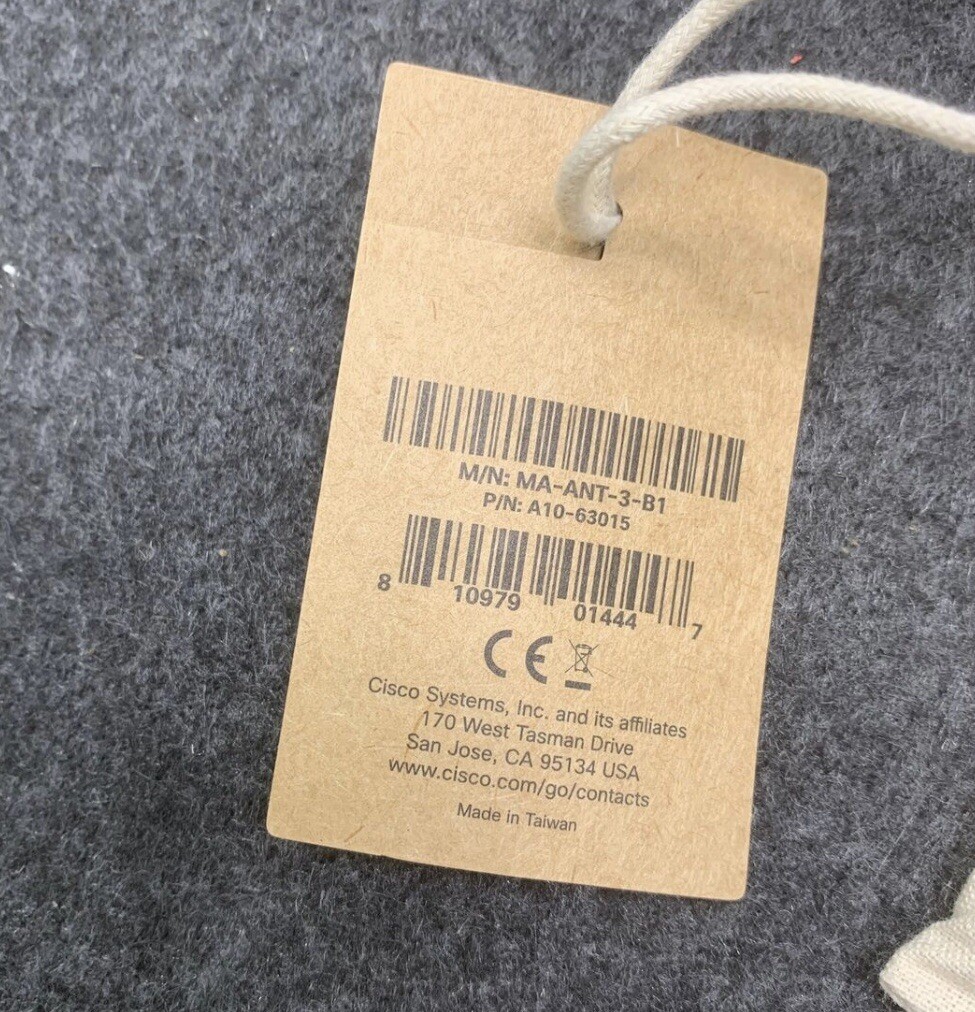 M/N: MA-ANT-3-B1
P/N: A10-63015
8 10979 01444 7
CE
Cisco Systems, Inc. and its affiliates
170 West Tasman Drive
San Jose, CA 95134 USA
www.cisco.com/go/contacts
Made in Taiwan